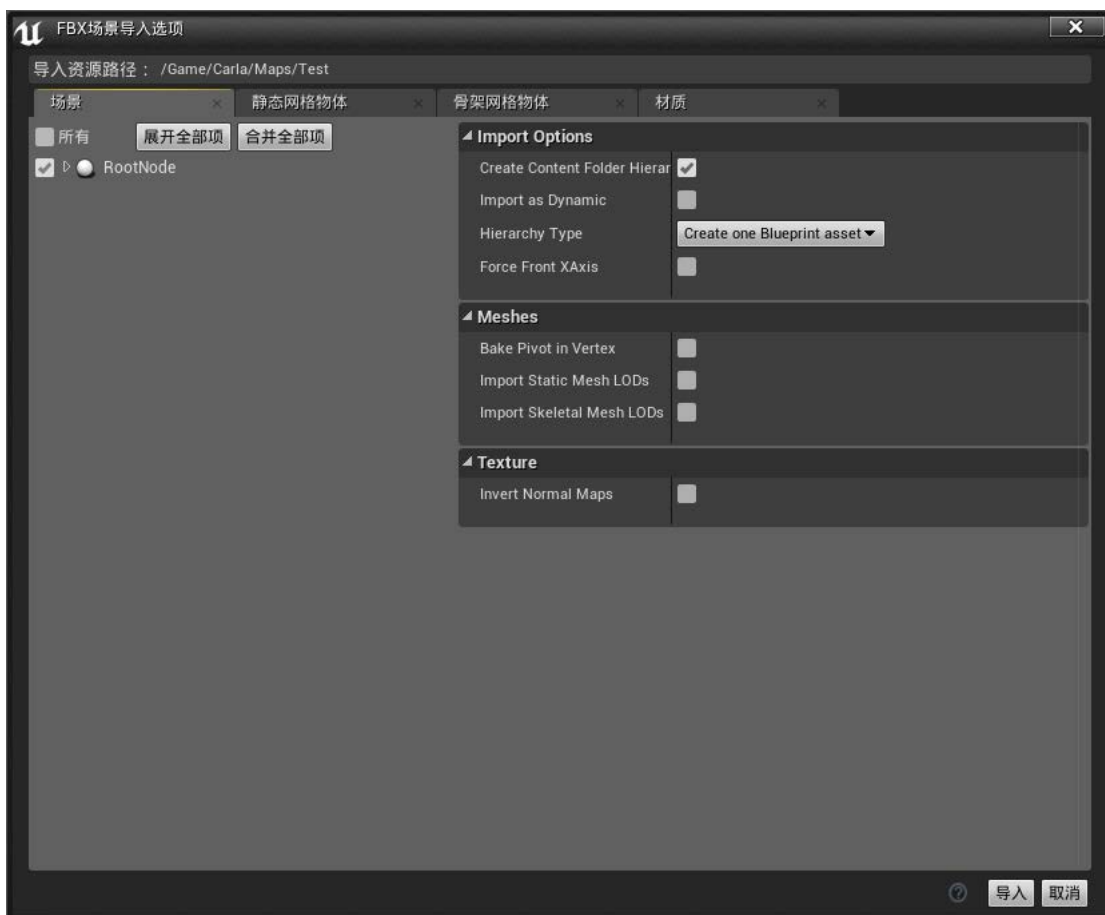 FBX场景导入选项
导入资源路径： /Game/Carla/Maps/Test
场景 静态网格物体 骨架网格物体 材质
所有 展开全部项 合并全部项
RootNode
Import Options
Create Content Folder Hierar
Import as Dynamic
Hierarchy Type Create one Blueprint asset
Force Front XAxis
Meshes
Bake Pivot in Vertex
Import Static Mesh LODs
Import Skeletal Mesh LODs
Texture
Invert Normal Maps
导入 取消